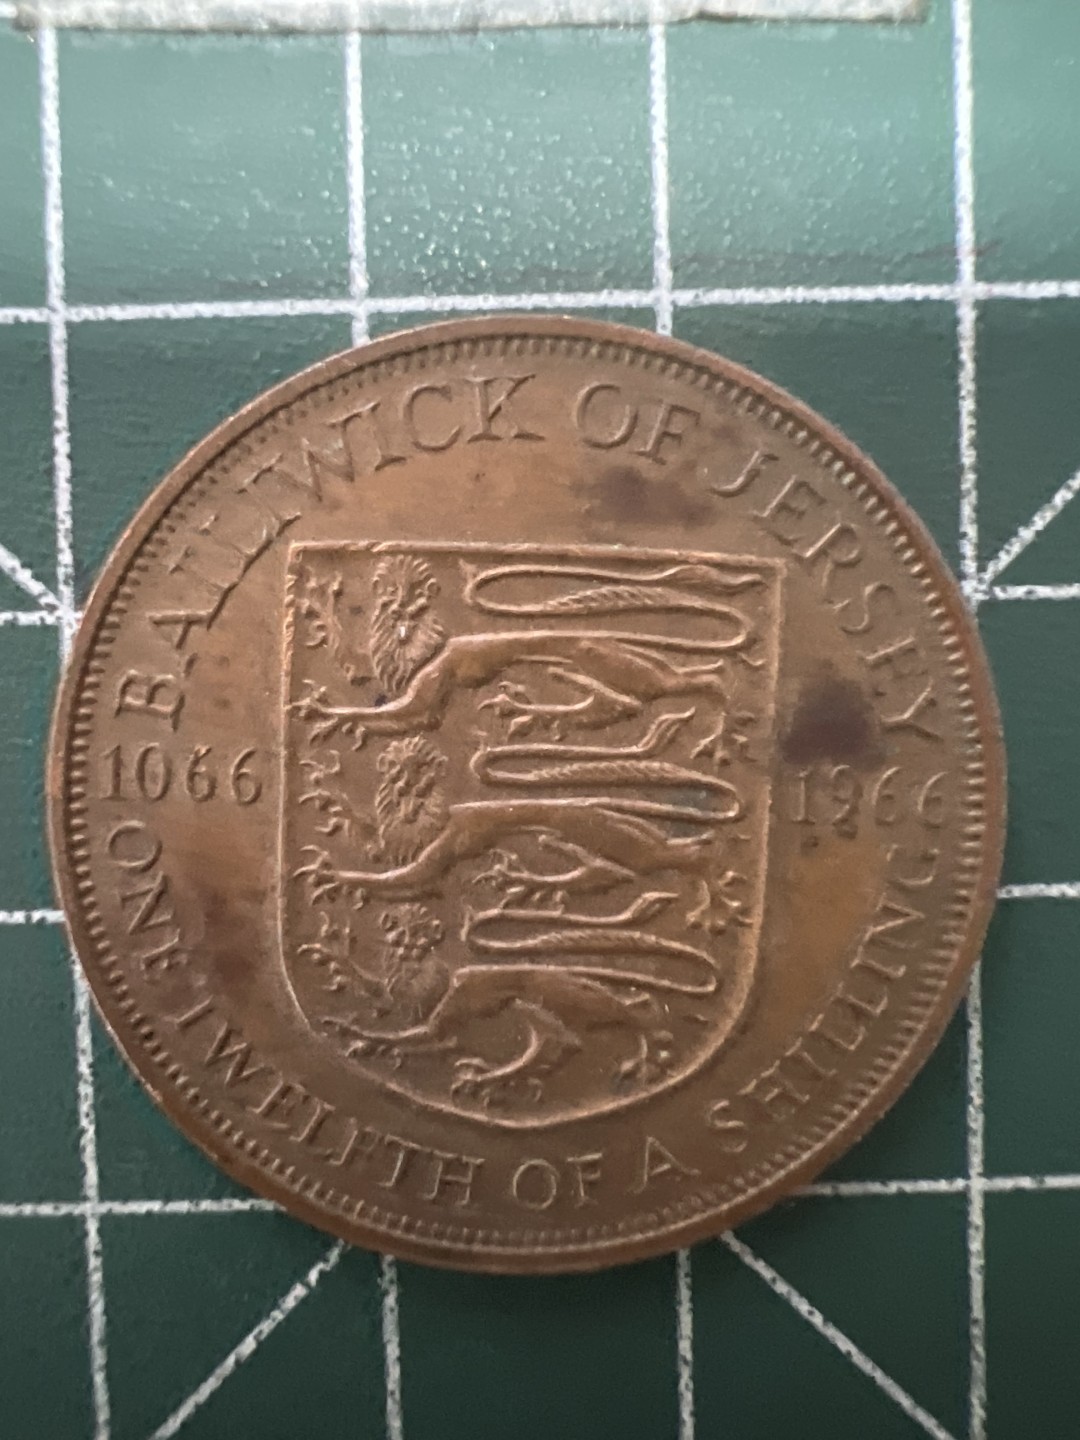 BAILIWICK OF JERSEY
1066 1966
ONE TWELFTH OF A SHILLING